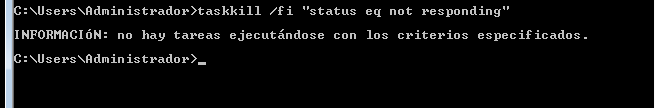 C:\Users\Administrador>taskkill /fi "status eq not responding"
INFORMACIóN: no hay tareas ejecutándose con los criterios especificados.
C:\Users\Administrador>_